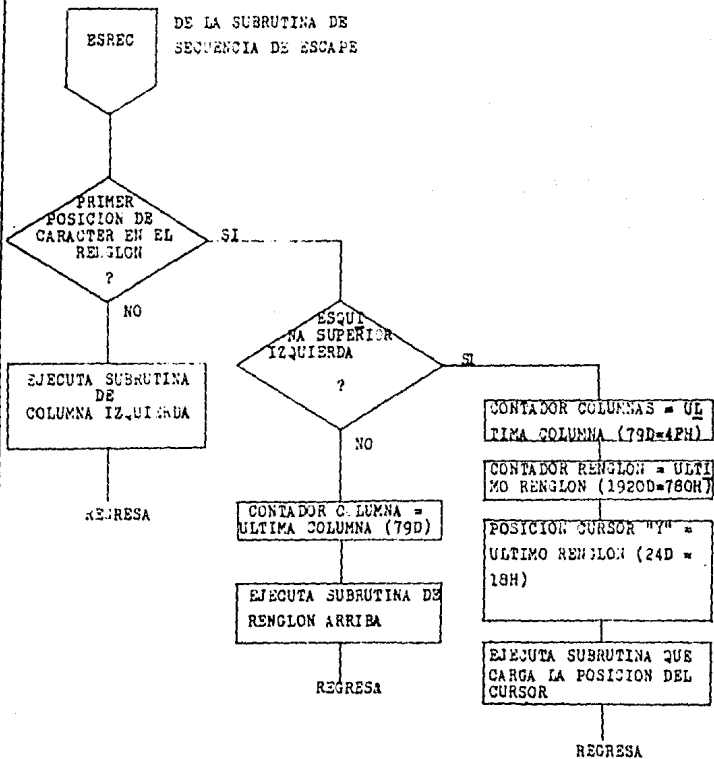 ESREC
DE LA SUBRUTINA DE
SECUENCIA DE ESCAPE
PRIMER
POSICION DE
CARACTER EN EL
RENGLON
?
SI
NO
EJECUTA SUBRUTINA
DE
COLUMNA IZQUIERDA
REGRESA
ESQUI
NA SUPERIOR
IZQUIERDA
?
SI
NO
CONTADOR COLUMNA =
ULTIMA COLUMNA (79D)
EJECUTA SUBRUTINA DE
RENGLON ARRIBA
REGRESA
CONTADOR COLUMNAS = UL
TIMA COLUMNA (79D=4FH)
CONTADOR RENGLON = ULTI
MO RENGLON (1920D=780H)
POSICION CURSOR "Y" =
ULTIMO RENGLON (24D =
18H)
EJECUTA SUBRUTINA QUE
CARGA LA POSICION DEL
CURSOR
REGRESA